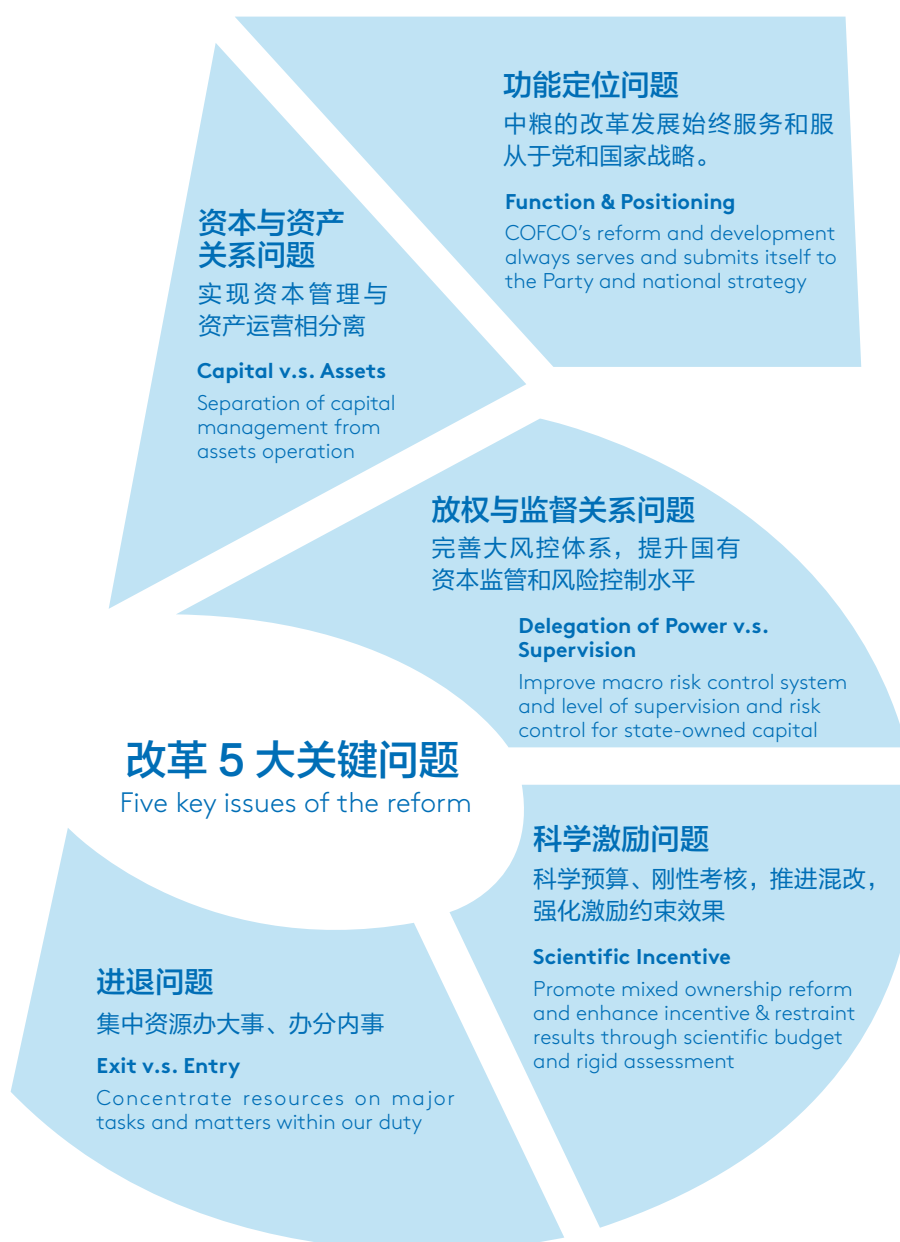 功能定位问题
中粮的改革发展始终服务和服
从于党和国家战略。
Function & Positioning
COFCO’s reform and development
always serves and submits itself to
the Party and national strategy
资本与资产
关系问题
实现资本管理与
资产运营相分离
Capital v.s. Assets
Separation of capital
management from
assets operation
放权与监督关系问题
完善大风控体系，提升国有
资本监管和风险控制水平
Delegation of Power v.s.
Supervision
Improve macro risk control system
and level of supervision and risk
control for state-owned capital
改革 5 大关键问题
Five key issues of the reform
科学激励问题
科学预算、刚性考核，推进混改，
强化激励约束效果
Scientific Incentive
Promote mixed ownership reform
and enhance incentive & restraint
results through scientific budget
and rigid assessment
进退问题
集中资源办大事、办分内事
Exit v.s. Entry
Concentrate resources on major
tasks and matters within our duty